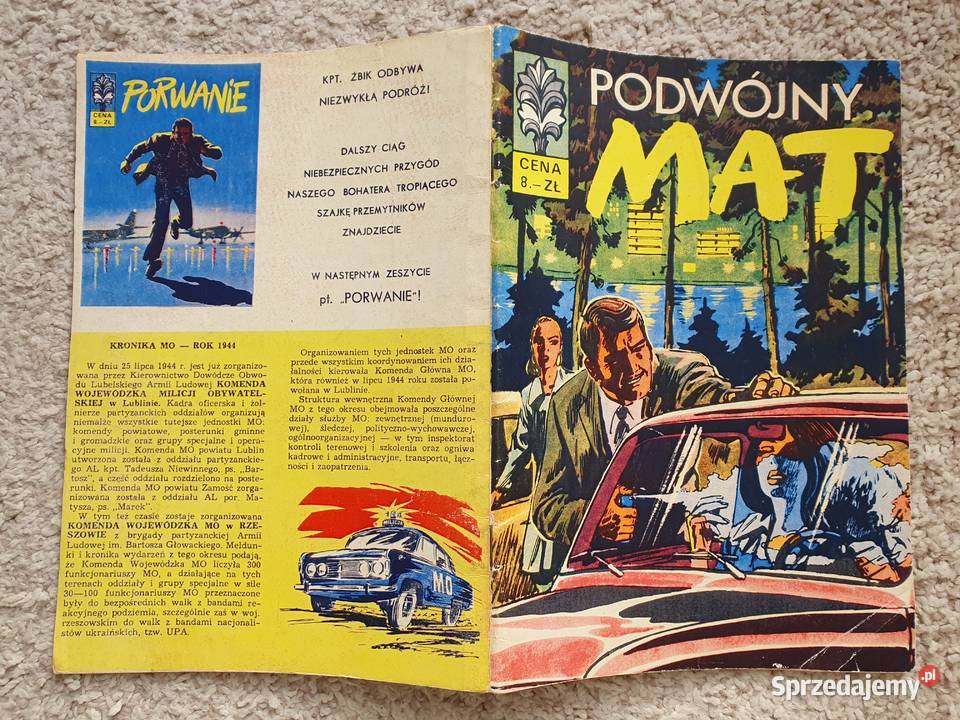 PORWANIE
CENA
8.–ZŁ
KPT. ŻBIK ODBYWA
NIEZWYKŁĄ PODRÓŻ!
DALSZY CIĄG
NIEBEZPIECZNYCH PRZYGÓD
NASZEGO BOHATERA TROPIĄCEGO
SZAJKĘ PRZEMYTNIKÓW
ZNAJDZIECIE
W NASTĘPNYM ZESZYCIE
pt. „PORWANIE”!
KRONIKA MO — ROK 1944
W dniu 25 lipca 1944 r. jest już zorganizo-
wana przez Kierownictwo Dowódcze Obwo-
du Lubelskiego Armii Ludowej KOMENDA
WOJEWÓDZKA MILICJI OBYWATEL-
SKIEJ w Lublinie. Kadra oficerska i żoł-
nierze partyzanckich oddziałów organizują
niemalże wszystkie tutejsze jednostki MO:
komendy powiatowe, posterunki gminne
i gromadzkie oraz grupy specjalne i opera-
cyjne milicji. Komenda MO powiatu Lublin
utworzona została z oddziału partyzanckie-
go AL kpt. Tadeusza Niewinnego, ps. „Bar-
tosz”, a część oddziału rozdzielono na poste-
runki. Komenda MO powiatu Zamość zorga-
nizowana została z oddziału AL por. Ma-
tysza, ps. „Marek”.
W tym też czasie zostaje zorganizowana
KOMENDA WOJEWÓDZKA MO w RZE-
SZOWIE z brygady partyzanckiej Armii
Ludowej im. Bartosza Głowackiego. Meldun-
ki i kronika wydarzeń z tego okresu podają,
że Komenda Wojewódzka MO liczyła 300
funkcjonariuszy MO, a działające na tych
terenach oddziały i grupy specjalne w sile
30—100 funkcjonariuszy MO przeznaczone
były do bezpośrednich walk z bandami re-
akcyjnego podziemia, szczególnie zaś w woj.
rzeszowskim do walk z bandami nacjonali-
stów ukraińskich, tzw. UPA.
Organizowaniem tych jednostek MO oraz
przede wszystkim koordynowaniem ich dzia-
łalności kierowała Komenda Główna MO,
która również w lipcu 1944 roku została po-
wołana w Lublinie.
Struktura wewnętrzna Komendy Głównej
MO z tego okresu obejmowała poszczególne
działy służby MO: zewnętrznej (munduro-
wej), śledczej, polityczno-wychowawczej,
ogólnoorganizacyjnej — w tym inspektorat
kontroli terenowej i szkolenia oraz ogniwa
kadrowe i administracyjne, transportu, łącz-
ności i zaopatrzenia.
MILICJA
MO
PODWÓJNY
MAT
CENA
8.–ZŁ
Sprzedajemy.pl